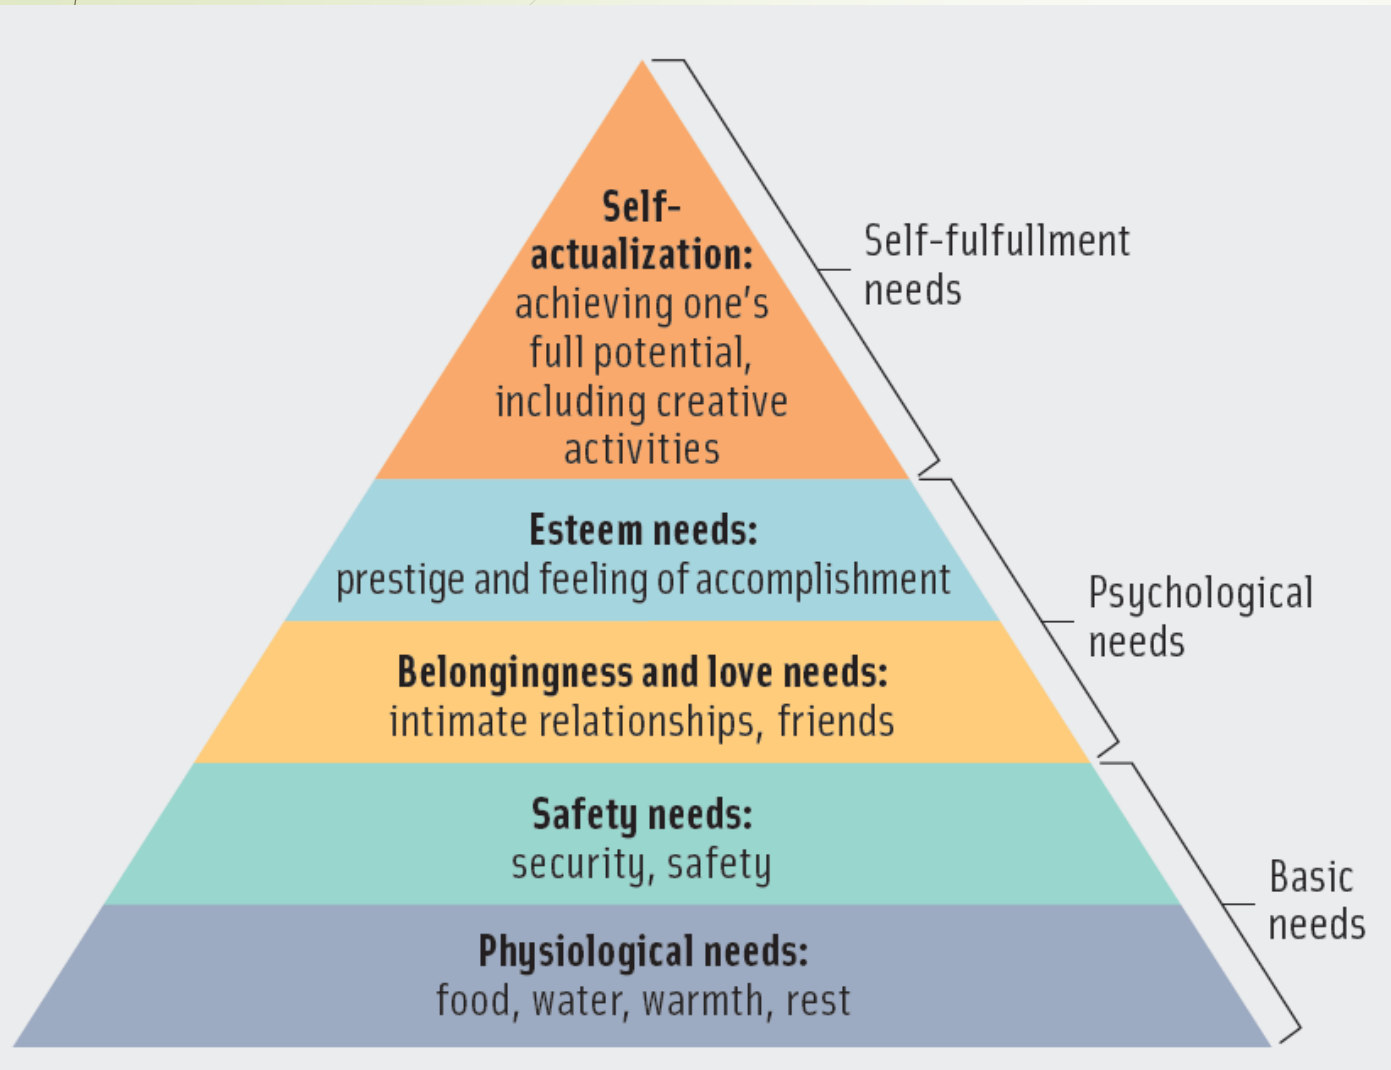 Self-
actualization:
achieving one's
full potential,
including creative
activities
Self-fulfullment
needs
Esteem needs:
prestige and feeling of accomplishment
Psychological
needs
Belongingness and love needs:
intimate relationships, friends
Safety needs:
security, safety
Basic
needs
Physiological needs:
food, water, warmth, rest